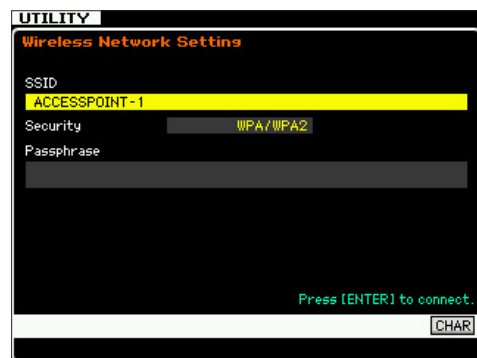 UTILITY
Wireless Network Setting
SSID
ACCESSPOINT-1
Security WPA/WPA2
Passphrase
Press [ENTER] to connect.
CHAR